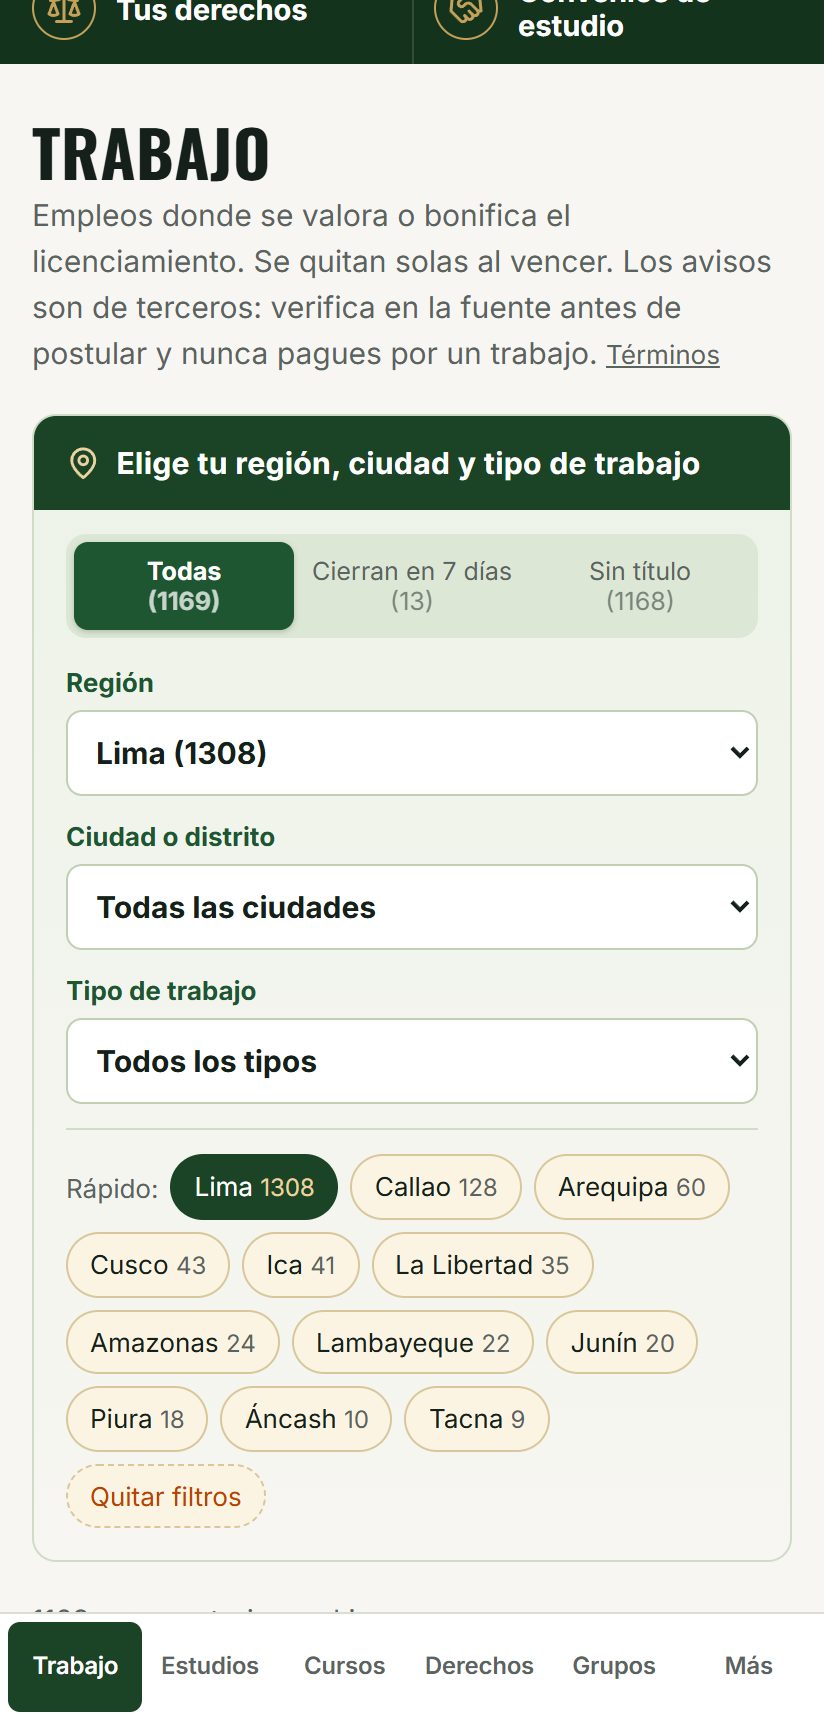 Tus derechos
estudio
TRABAJO
Empleos donde se valora o bonifica el
licenciamiento. Se quitan solas al vencer. Los avisos
son de terceros: verifica en la fuente antes de
postular y nunca pagues por un trabajo. Términos
Elige tu región, ciudad y tipo de trabajo
Todas
(1169)
Cierran en 7 días
(13)
Sin título
(1168)
Región
Lima (1308)
Ciudad o distrito
Todas las ciudades
Tipo de trabajo
Todos los tipos
Rápido: Lima 1308 Callao 128 Arequipa 60
Cusco 43 Ica 41 La Libertad 35
Amazonas 24 Lambayeque 22 Junín 20
Piura 18 Áncash 10 Tacna 9
Quitar filtros
Trabajo Estudios Cursos Derechos Grupos Más